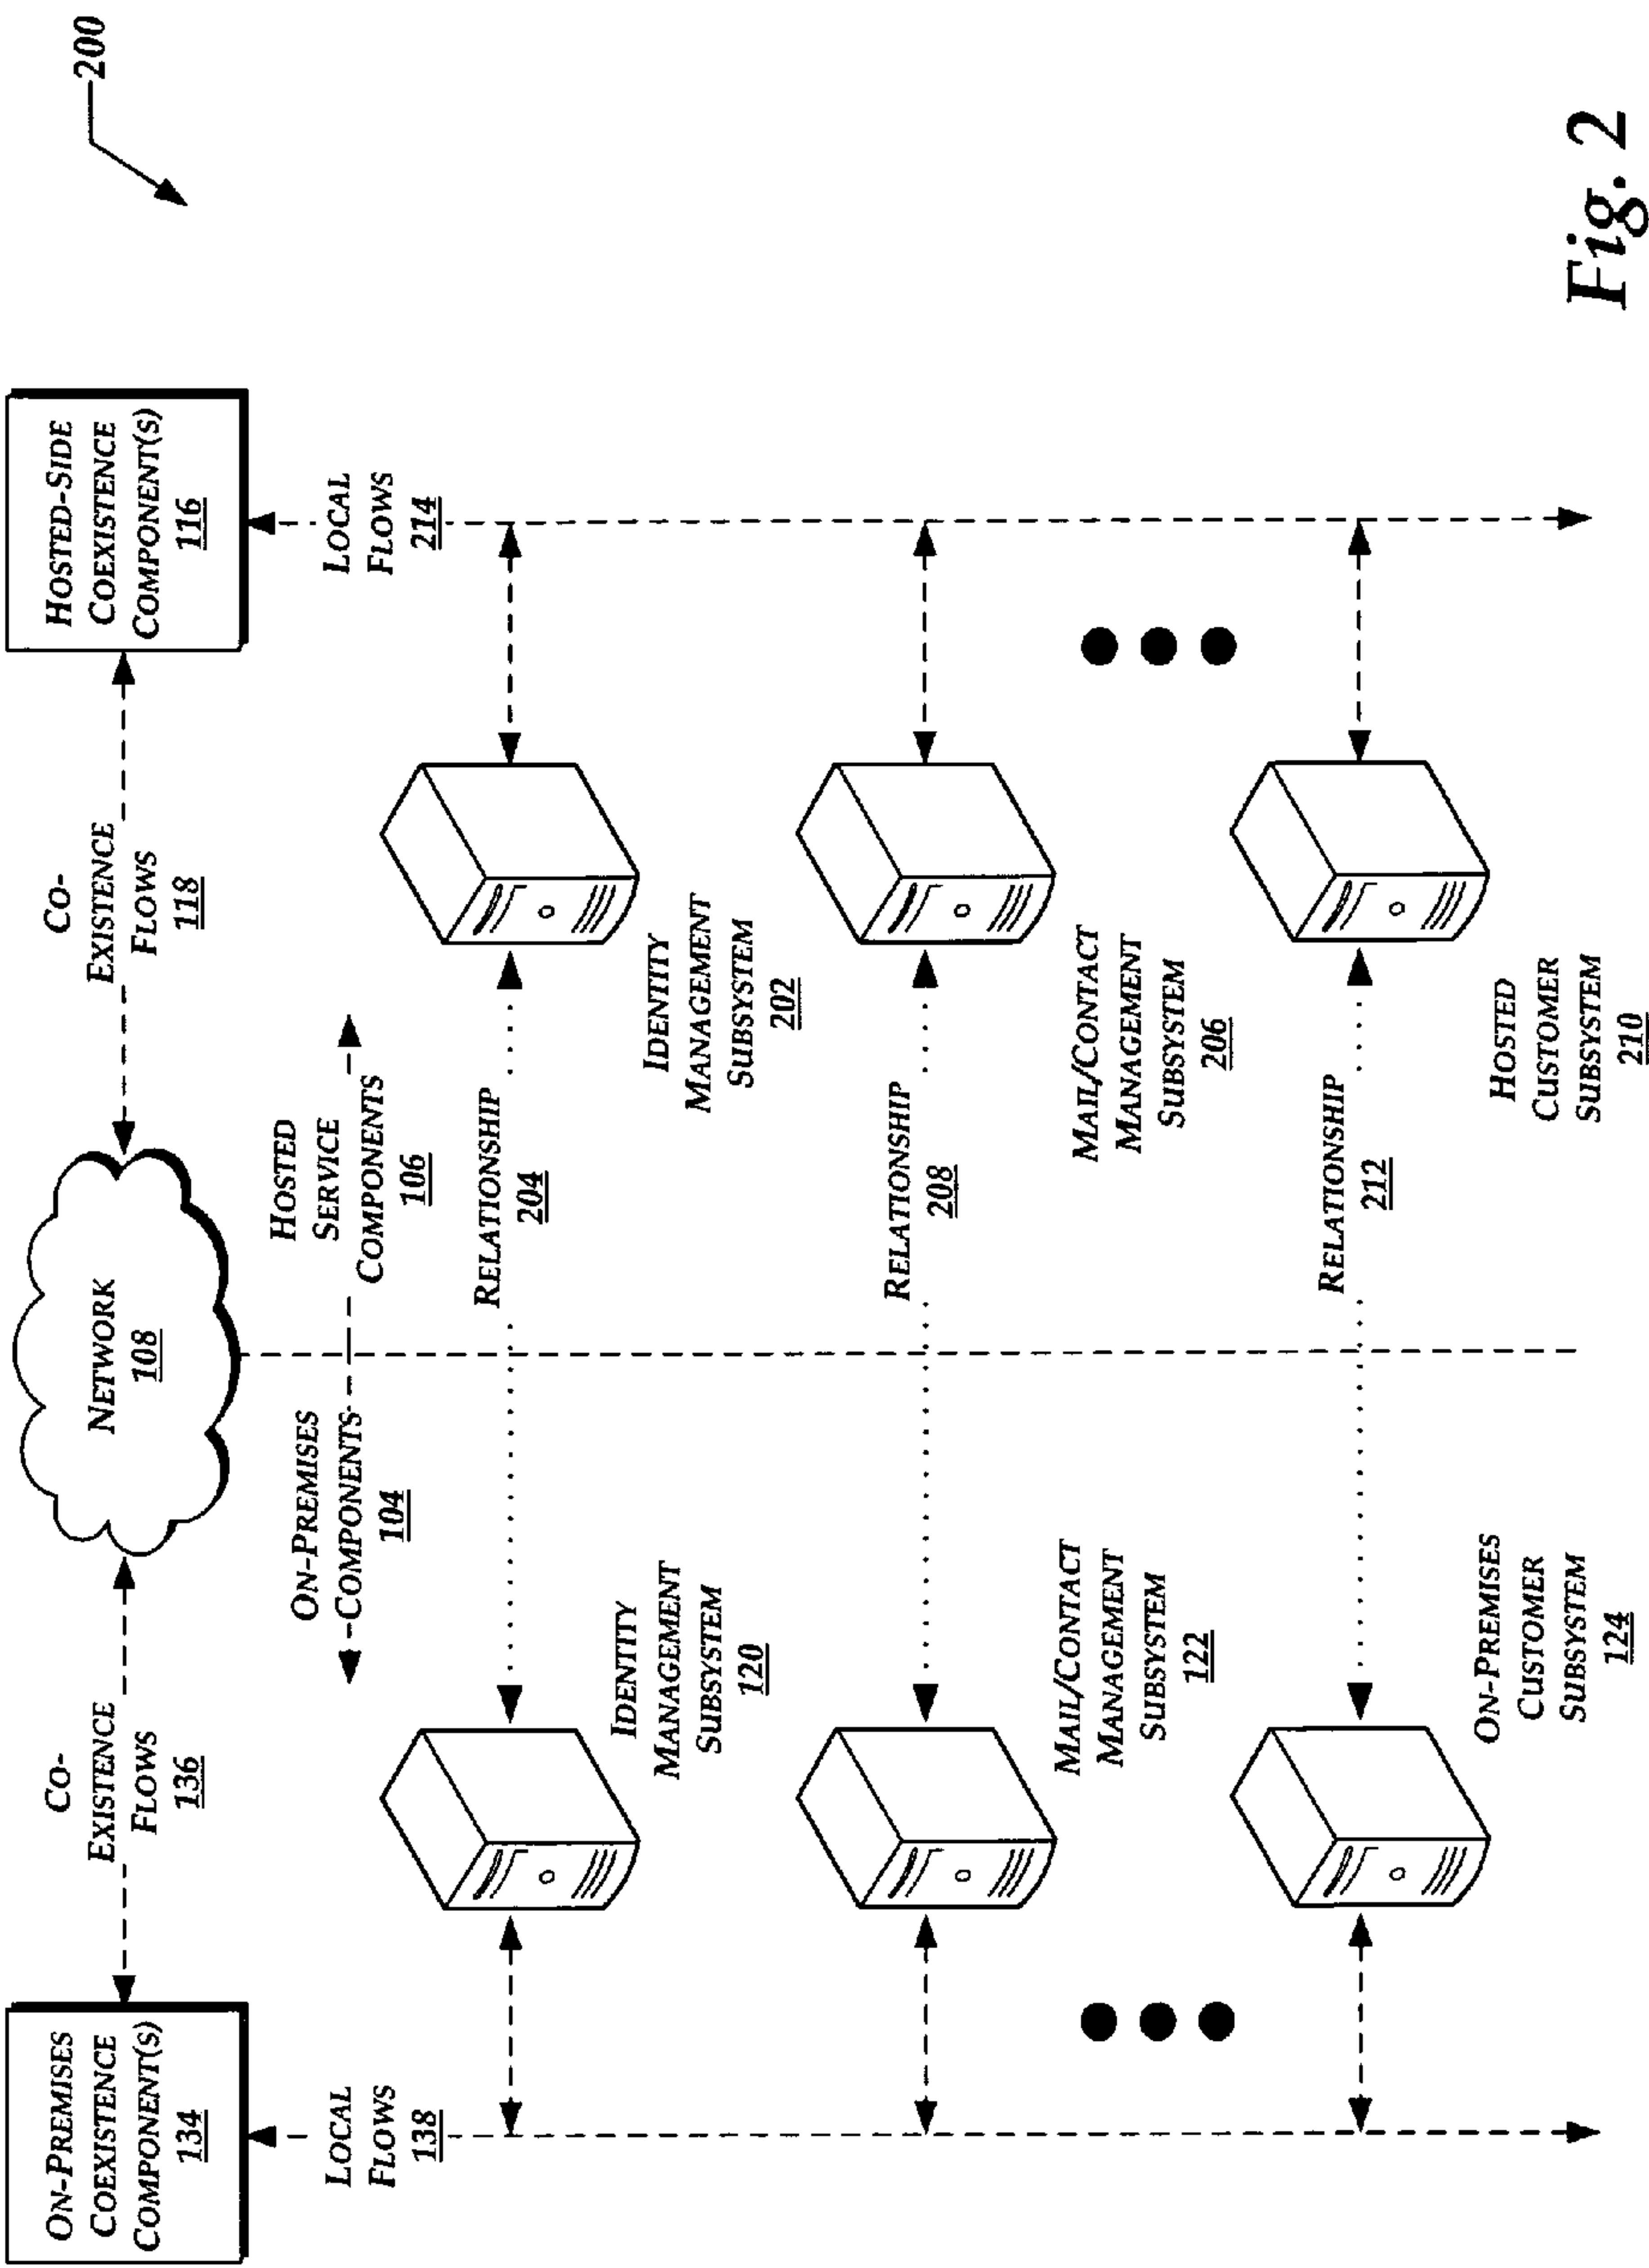 200
ON-PREMISES
COEXISTENCE
COMPONENT(S)
134
CO-
EXISTENCE
FLOWS
136
NETWORK
108
CO-
EXISTENCE
FLOWS
118
HOSTED-SIDE
COEXISTENCE
COMPONENT(S)
116
LOCAL
FLOWS
138
ON-PREMISES
COMPONENTS
104
HOSTED
SERVICE
COMPONENTS
106
LOCAL
FLOWS
214
RELATIONSHIP
204
IDENTITY
MANAGEMENT
SUBSYSTEM
120
IDENTITY
MANAGEMENT
SUBSYSTEM
202
RELATIONSHIP
208
MAIL/CONTACT
MANAGEMENT
SUBSYSTEM
122
MAIL/CONTACT
MANAGEMENT
SUBSYSTEM
206
RELATIONSHIP
212
ON-PREMISES
CUSTOMER
SUBSYSTEM
124
HOSTED
CUSTOMER
SUBSYSTEM
210
Fig. 2